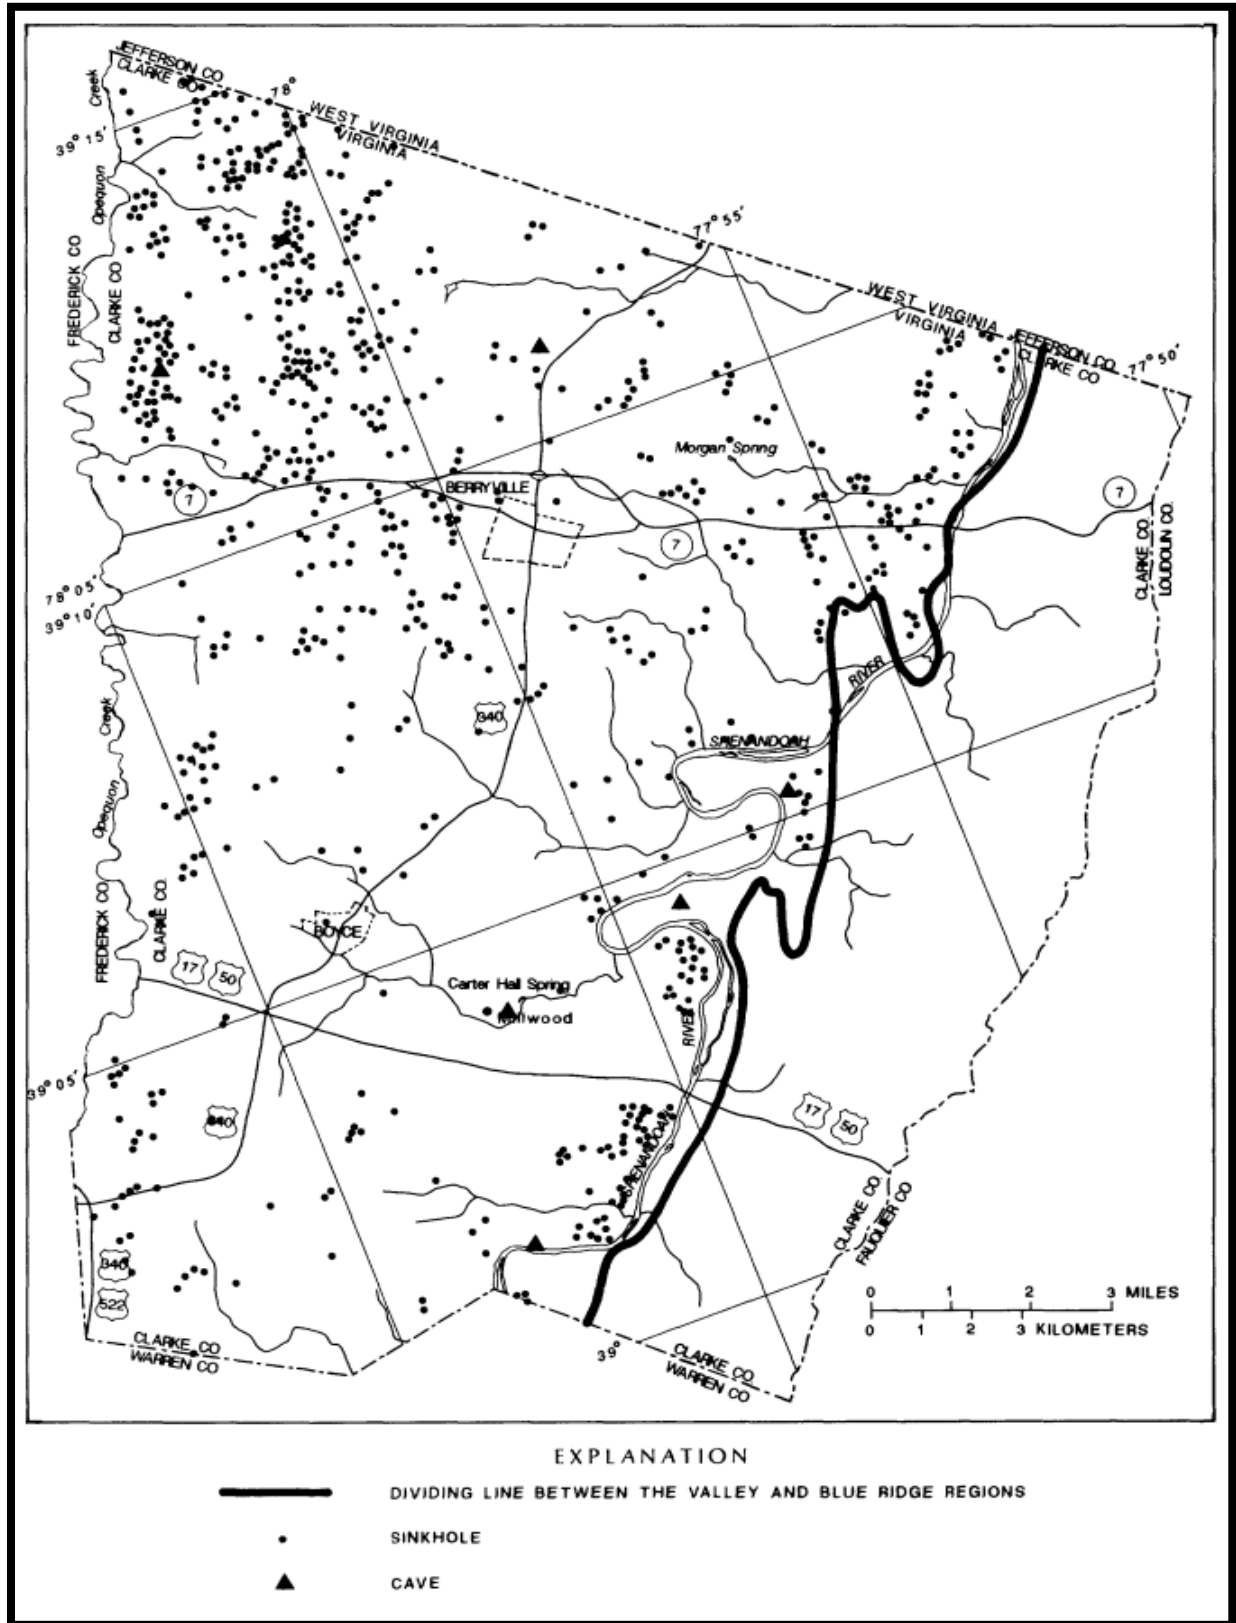 JEFFERSON CO
CLARKE CO
78°
WEST VIRGINIA
VIRGINIA
Creek
39° 15'
Opequon
FREDERICK CO
CLARKE CO
77° 55'
WEST VIRGINIA
VIRGINIA
JEFFERSON CO
CLARKE CO
77° 50'
Morgan Spring
BERRYVILLE
7
7
7
CLARKE CO.
LOUDOUN CO.
78° 05'
39° 10'
Creek
Opequon
340
RIVER
SHENANDOAH
FREDERICK CO.
CLARKE CO.
BOYCE
17
50
Carter Hall Spring
Millwood
RIVER
39° 05'
340
SHENANDOAH
17
50
CLARKE CO
FAUQUIER CO
340
522
CLARKE CO
WARREN CO
39°
CLARKE CO
WARREN CO
0 1 2 3 MILES
0 1 2 3 KILOMETERS
EXPLANATION
DIVIDING LINE BETWEEN THE VALLEY AND BLUE RIDGE REGIONS
SINKHOLE
CAVE